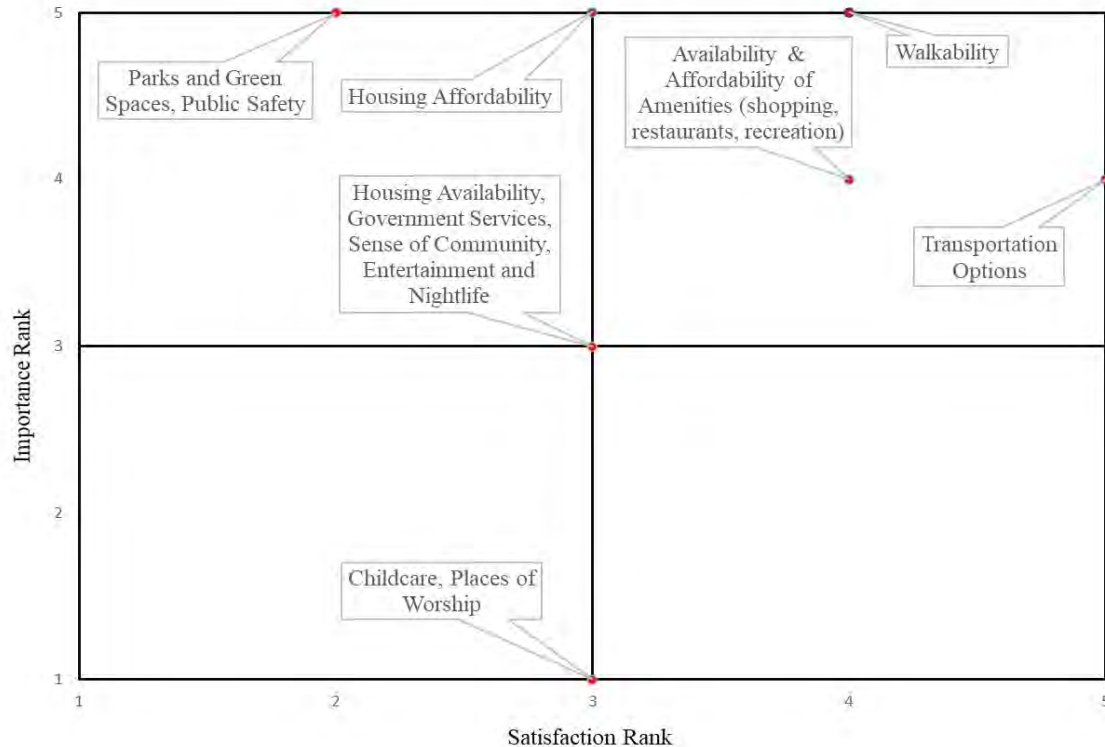 5
Parks and Green
Spaces, Public Safety
Housing Affordability
Availability &
Affordability of
Amenities (shopping,
restaurants, recreation)
Walkability
4
Housing Availability,
Government Services,
Sense of Community,
Entertainment and
Nightlife
Transportation
Options
3
Importance Rank
2
Childcare, Places of
Worship
1
1
2
3
4
5
Satisfaction Rank